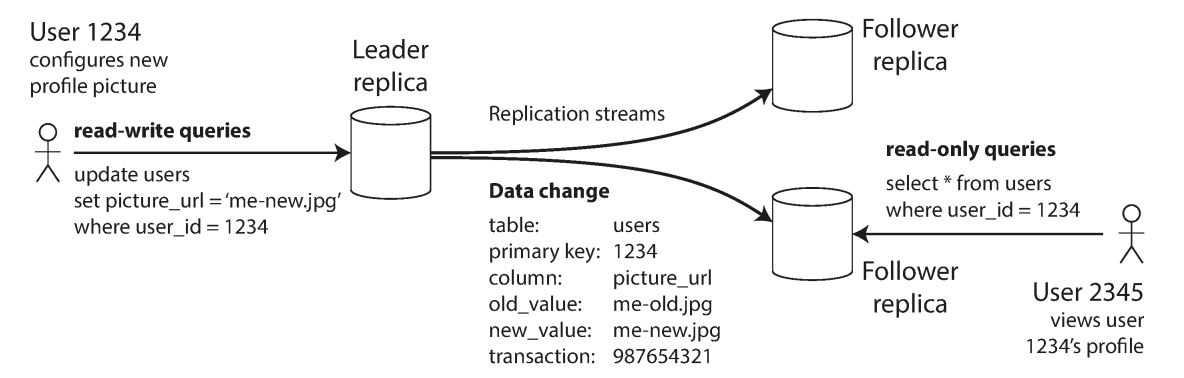 User 1234
configures new
profile picture
read-write queries
update users
set picture_url = ‘me-new.jpg’
where user_id = 1234
Leader
replica
Replication streams
Data change
table: users
primary key: 1234
column: picture_url
old_value: me-old.jpg
new_value: me-new.jpg
transaction: 987654321
Follower
replica
read-only queries
select * from users
where user_id = 1234
Follower
replica
User 2345
views user
1234’s profile